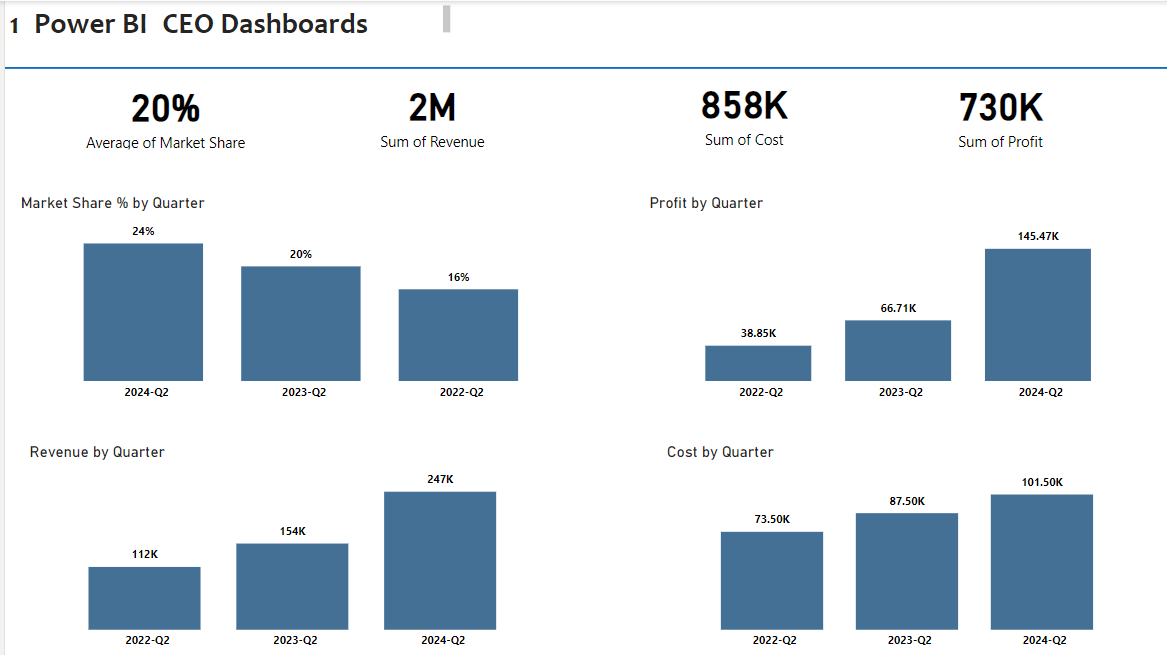 1 Power BI CEO Dashboards
20%
Average of Market Share
2M
Sum of Revenue
858K
Sum of Cost
730K
Sum of Profit
Market Share % by Quarter
24%
20%
16%
2024-Q2
2023-Q2
2022-Q2
Profit by Quarter
145.47K
66.71K
38.85K
2022-Q2
2023-Q2
2024-Q2
Revenue by Quarter
247K
154K
112K
2022-Q2
2023-Q2
2024-Q2
Cost by Quarter
101.50K
87.50K
73.50K
2022-Q2
2023-Q2
2024-Q2